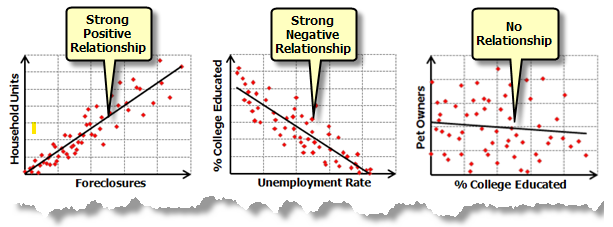 Strong
Positive
Relationship
Household Units
Foreclosures
Strong
Negative
Relationship
% College Educated
Unemployment Rate
No
Relationship
Pet Owners
% College Educated